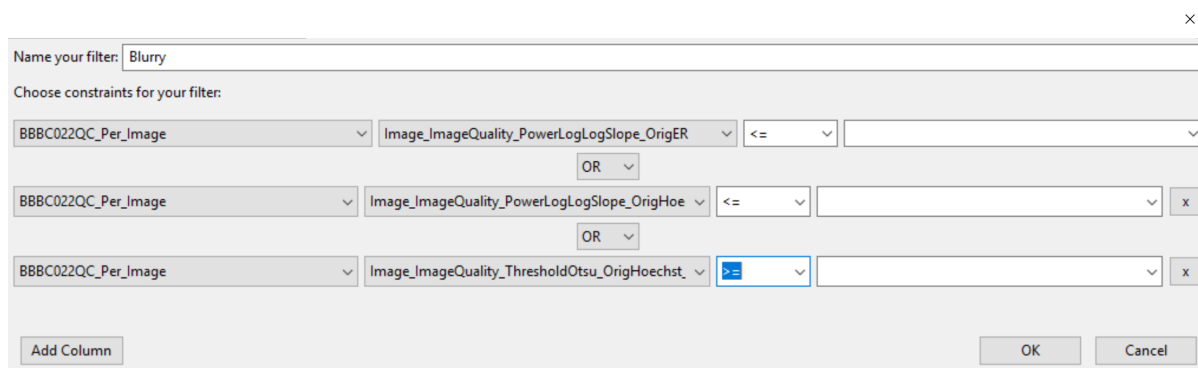 Name your filter: Blurry
Choose constraints for your filter:
BBBC022QC_Per_Image Image_ImageQuality_PowerLogLogSlope_OrigER <=
OR
BBBC022QC_Per_Image Image_ImageQuality_PowerLogLogSlope_OrigHoe <= x
OR
BBBC022QC_Per_Image Image_ImageQuality_ThresholdOtsu_OrigHoechst_ >= x
Add Column OK Cancel